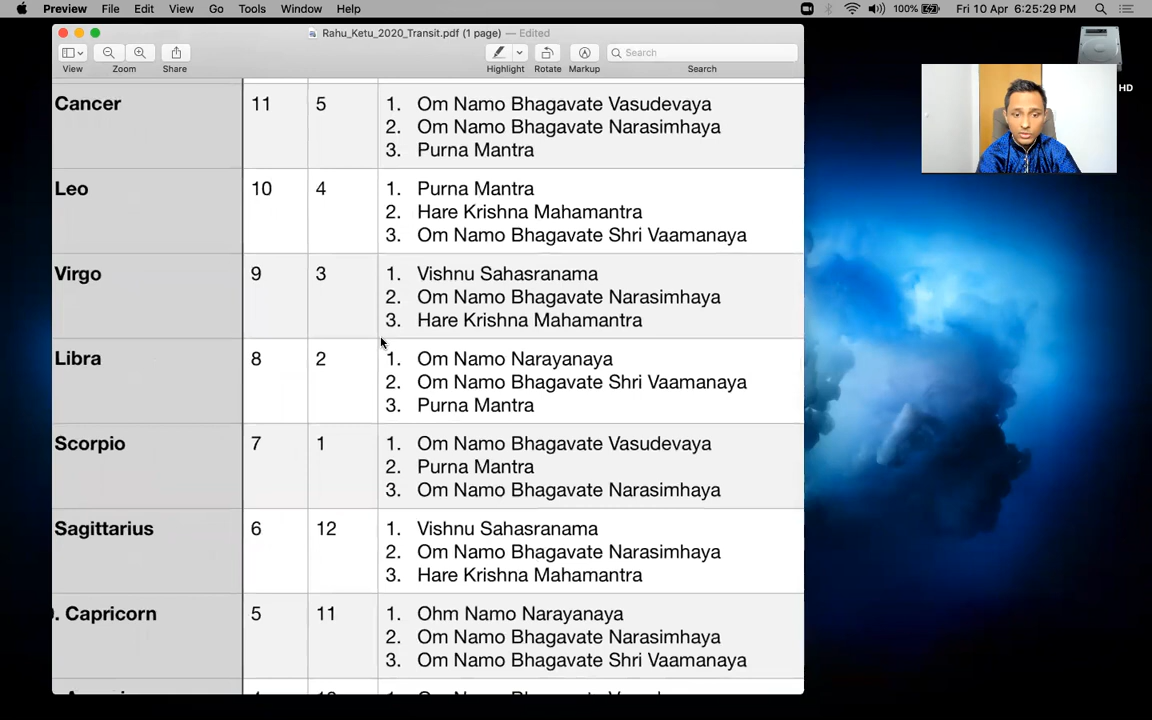 Preview File Edit View Go Tools Window Help 100% Fri 10 Apr 6:25:29 PM
Rahu_Ketu_2020_Transit.pdf (1 page) — Edited
Search
View Zoom Share Highlight Rotate Markup Search
HD
Cancer 11 5 1. Om Namo Bhagavate Vasudevaya
2. Om Namo Bhagavate Narasimhaya
3. Purna Mantra
Leo 10 4 1. Purna Mantra
2. Hare Krishna Mahamantra
3. Om Namo Bhagavate Shri Vaamanaya
Virgo 9 3 1. Vishnu Sahasranama
2. Om Namo Bhagavate Narasimhaya
3. Hare Krishna Mahamantra
Libra 8 2 1. Om Namo Narayanaya
2. Om Namo Bhagavate Shri Vaamanaya
3. Purna Mantra
Scorpio 7 1 1. Om Namo Bhagavate Vasudevaya
2. Purna Mantra
3. Om Namo Bhagavate Narasimhaya
Sagittarius 6 12 1. Vishnu Sahasranama
2. Om Namo Bhagavate Narasimhaya
3. Hare Krishna Mahamantra
. Capricorn 5 11 1. Ohm Namo Narayanaya
2. Om Namo Bhagavate Narasimhaya
3. Om Namo Bhagavate Shri Vaamanaya